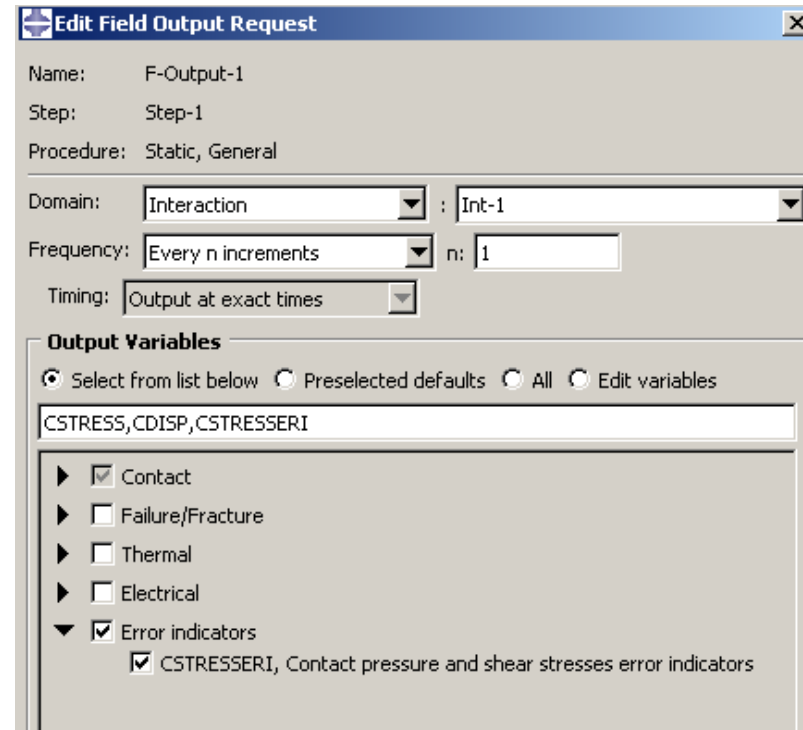 Edit Field Output Request
Name: F-Output-1
Step: Step-1
Procedure: Static, General
Domain: Interaction : Int-1
Frequency: Every n increments n: 1
Timing: Output at exact times
Output Variables
Select from list below Preselected defaults All Edit variables
CSTRESS,CDISP,CSTRESSERI
Contact
Failure/Fracture
Thermal
Electrical
Error indicators
CSTRESSERI, Contact pressure and shear stresses error indicators